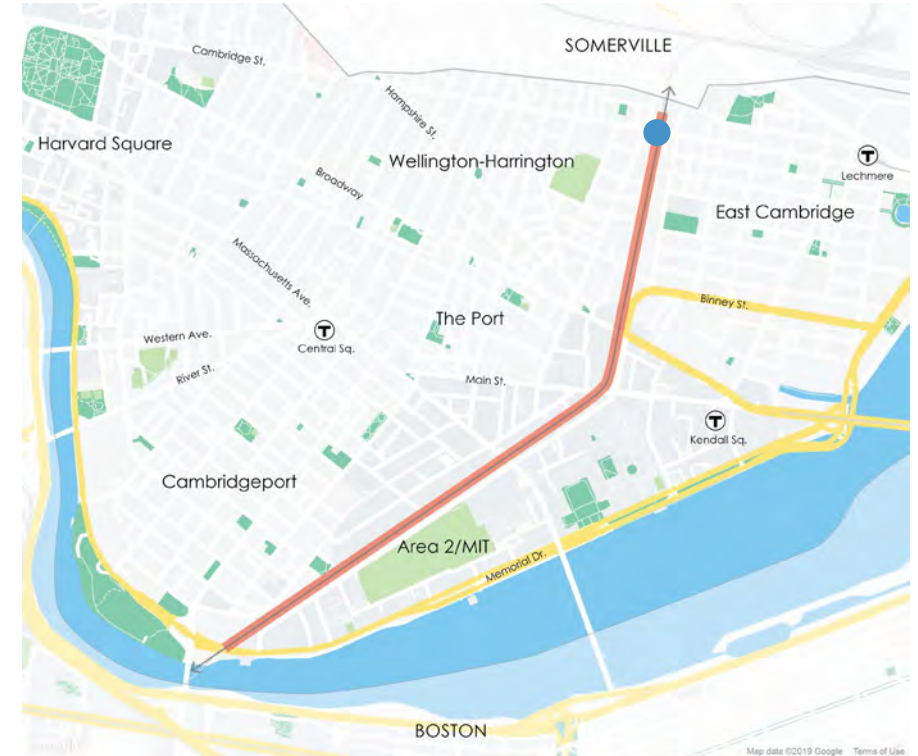 SOMERVILLE
Cambridge St.
Hampshire St.
Harvard Square
Wellington-Harrington
T
Lechmere
Broadway
East Cambridge
Massachusetts Ave.
Binney St.
The Port
T
Western Ave.
Central Sq.
River St.
Main St.
T
Kendall Sq.
Cambridgeport
Area 2/MIT
Memorial Dr.
BOSTON
Map data ©2019 Google Terms of Use